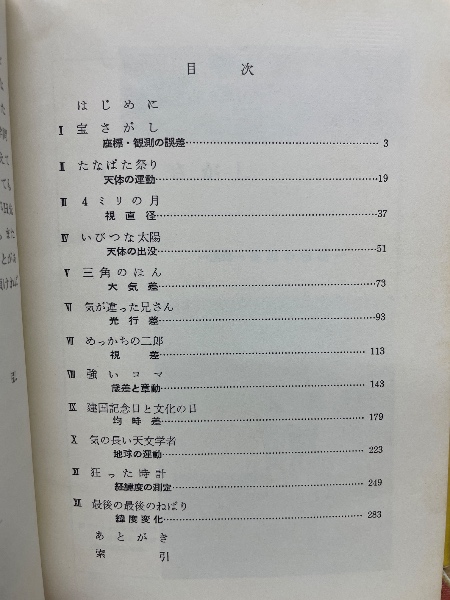 目次
はじめに
Ⅰ 宝さがし
座標・観測の誤差 3
Ⅱ たなばた祭り
天体の運動 19
Ⅲ 4ミリの月
視直径 37
Ⅳ いびつな太陽
天体の出没 51
Ⅴ 三角のほん
大気差 73
Ⅵ 気が違った兄さん
光行差 93
Ⅶ めっかちの二郎
視差 113
Ⅷ 強いコマ
歳差と章動 143
Ⅸ 建国記念日と文化の日
均時差 179
Ⅹ 気の長い天文学者
地球の運動 223
Ⅺ 狂った時計
経緯度の測定 249
Ⅻ 最後の最後のねばり
緯度変化 283
あとがき
索引